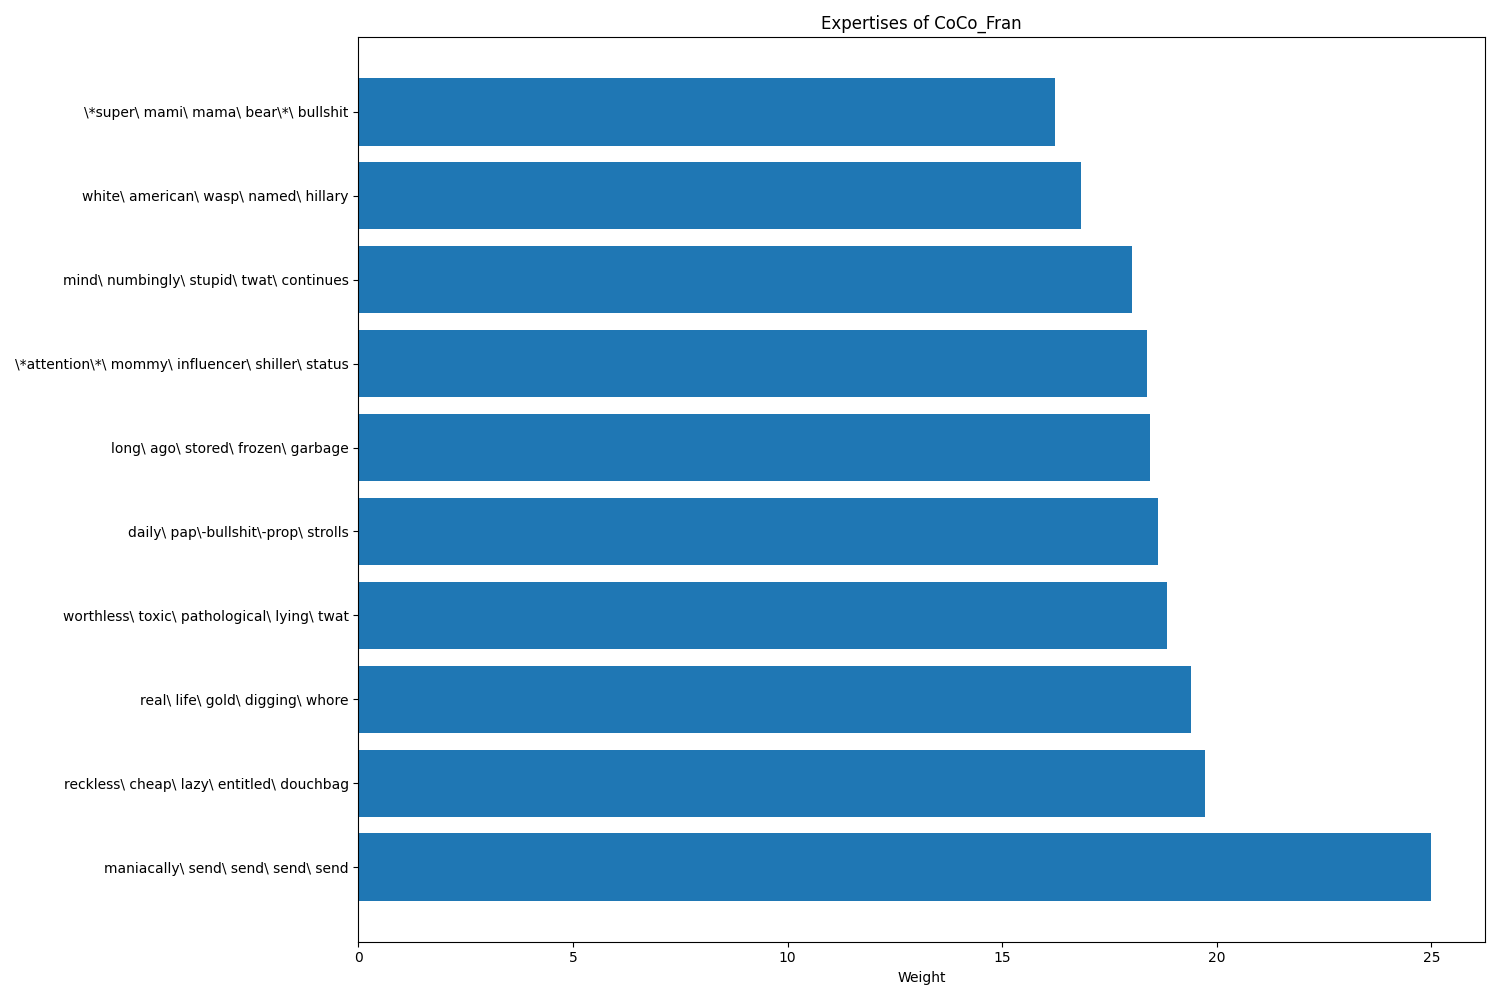 Expertises of CoCo_Fran
\*super\ mami\ mama\ bear\*\ bullshit
white\ american\ wasp\ named\ hillary
mind\ numbingly\ stupid\ twat\ continues
\*attention\*\ mommy\ influencer\ shiller\ status
long\ ago\ stored\ frozen\ garbage
daily\ pap\-bullshit\-prop\ strolls
worthless\ toxic\ pathological\ lying\ twat
real\ life\ gold\ digging\ whore
reckless\ cheap\ lazy\ entitled\ douchbag
maniacally\ send\ send\ send\ send
0 5 10 15 20 25
Weight